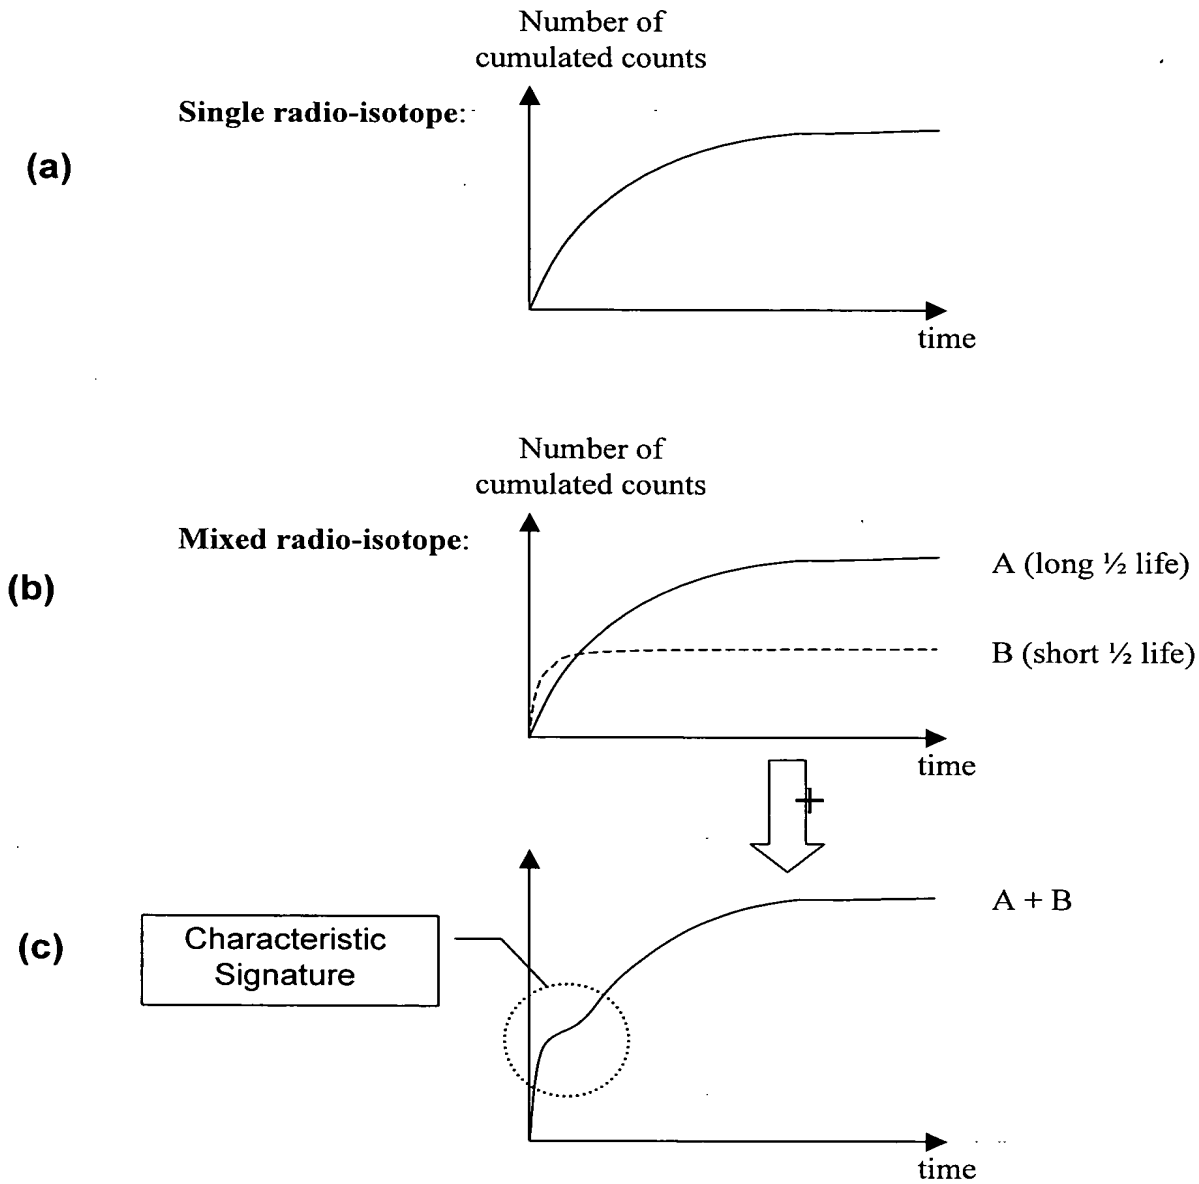 Number of
cumulated counts
Single radio-isotope:
(a)
time
Number of
cumulated counts
Mixed radio-isotope:
(b)
A (long ½ life)
B (short ½ life)
time
+
(c)
Characteristic
Signature
A + B
time